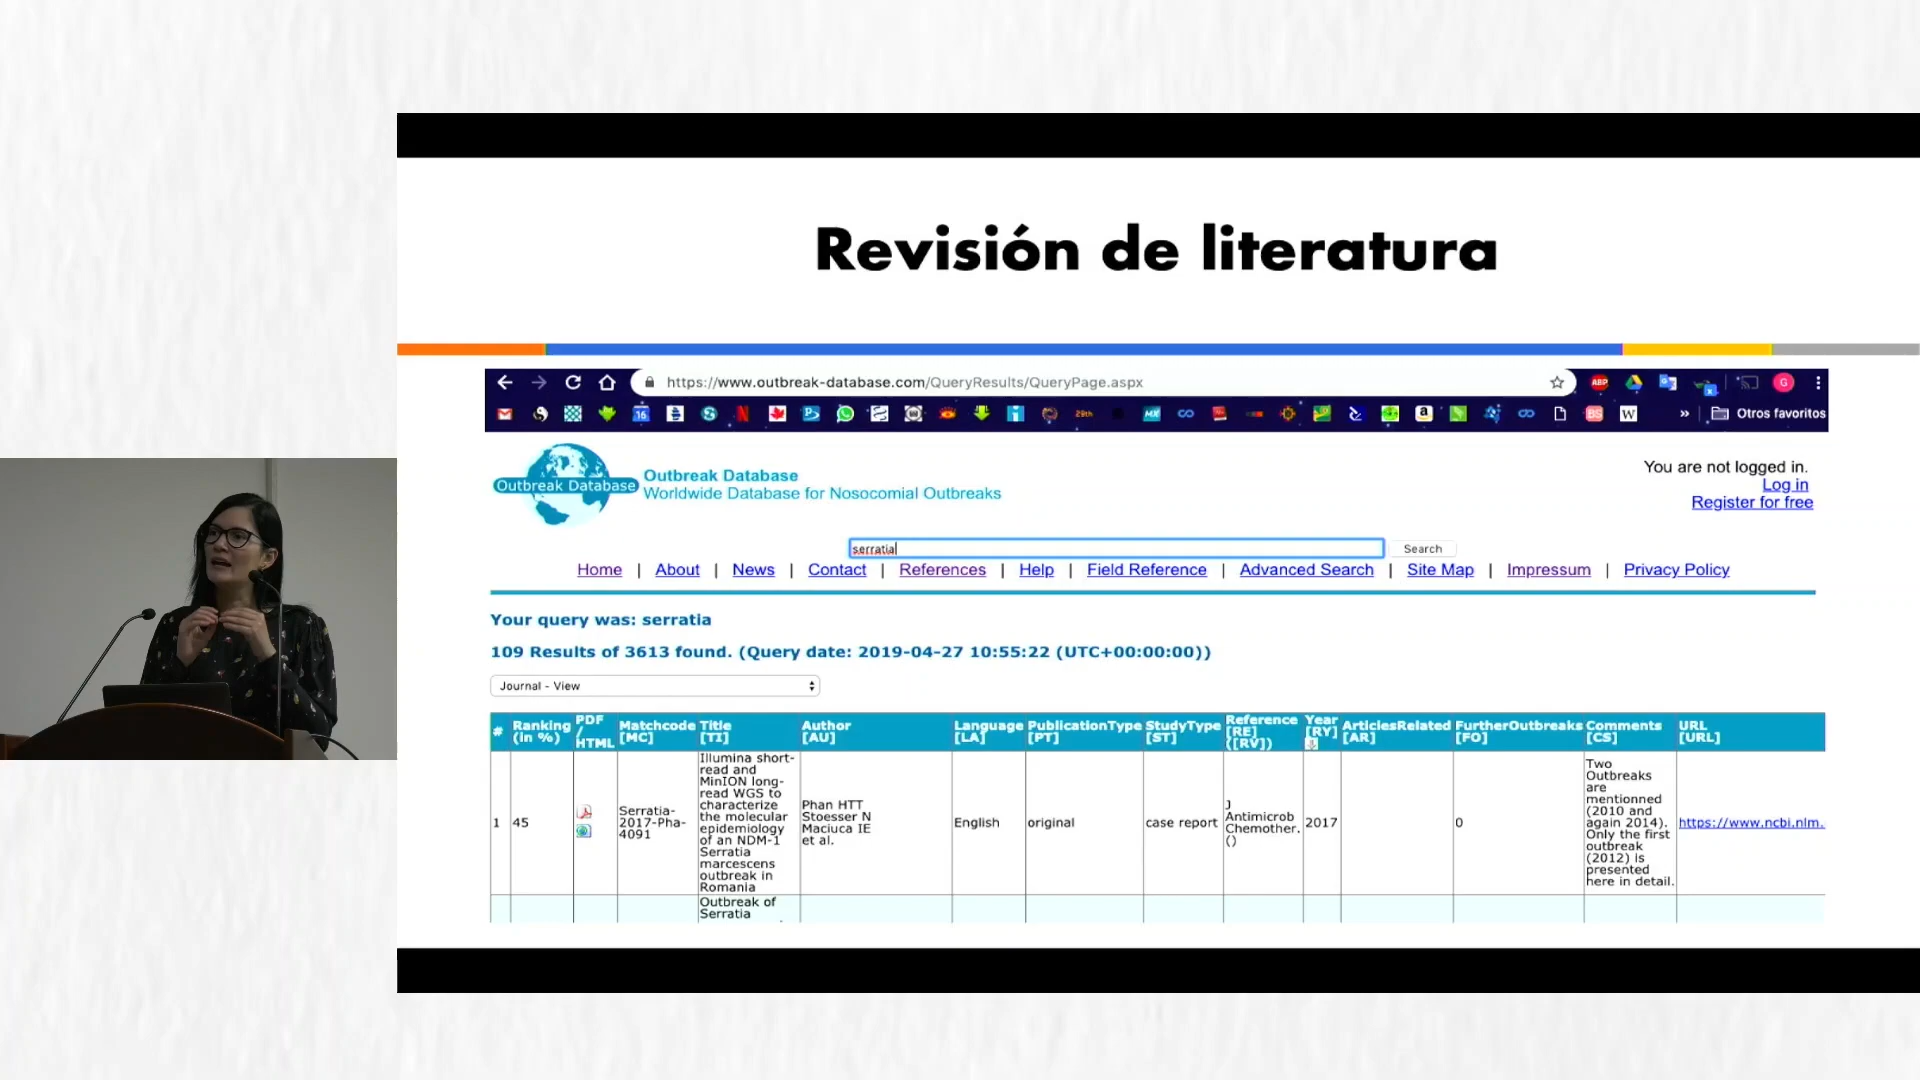 Revisión de literatura
https://www.outbreak-database.com/QueryResults/QueryPage.aspx
ABP
G
16
N
29th
MX
a
BS
W
»
Otros favoritos
Outbreak Database
Outbreak Database
Worldwide Database for Nosocomial Outbreaks
You are not logged in.
Log in
Register for free
serratia
Search
Home | About | News | Contact | References | Help | Field Reference | Advanced Search | Site Map | Impressum | Privacy Policy
Your query was: serratia
109 Results of 3613 found. (Query date: 2019-04-27 10:55:22 (UTC+00:00:00))
Journal - View
#
Ranking
(in %)
PDF
/
HTML
Matchcode
[MC]
Title
[TI]
Author
[AU]
Language
[LA]
PublicationType
[PT]
StudyType
[ST]
Reference
[RE]
([RV])
Year
[RY]
ArticlesRelated
[AR]
FurtherOutbreaks
[FO]
Comments
[CS]
URL
[URL]
1
45
Serratia-
2017-Pha-
4091
Illumina short-
read and
MinION long-
read WGS to
characterize
the molecular
epidemiology
of an NDM-1
Serratia
marcescens
outbreak in
Romania
Phan HTT
Stoesser N
Maciuca IE
et al.
English
original
case report
J
Antimicrob
Chemother.
()
2017
0
Two
Outbreaks
are
mentionned
(2010 and
again 2014).
Only the first
outbreak
(2012) is
presented
here in detail.
https://www.ncbi.nlm.
Outbreak of
Serratia